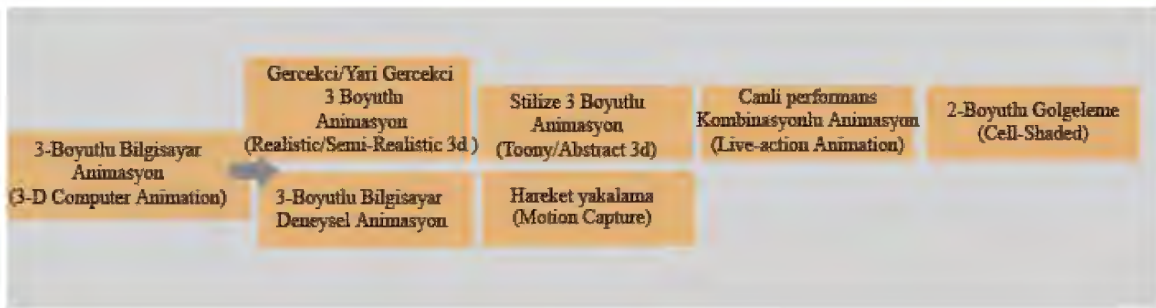 3-Boyutlu Bilgisayar
Animasyon
(3-D Computer Animation)
Gercekci/Yari Gercekci
3 Boyutlu
Animasyon
(Realistic/Semi-Realistic 3d)
Stilize 3 Boyutlu
Animasyon
(Toony/Abstract 3d)
Canli performans
Kombinasyonlu Animasyon
(Live-action Animation)
2-Boyutlu Golgeleme
(Cell-Shaded)
3-Boyutlu Bilgisayar
Deneysel Animasyon
Hareket yakalama
(Motion Capture)